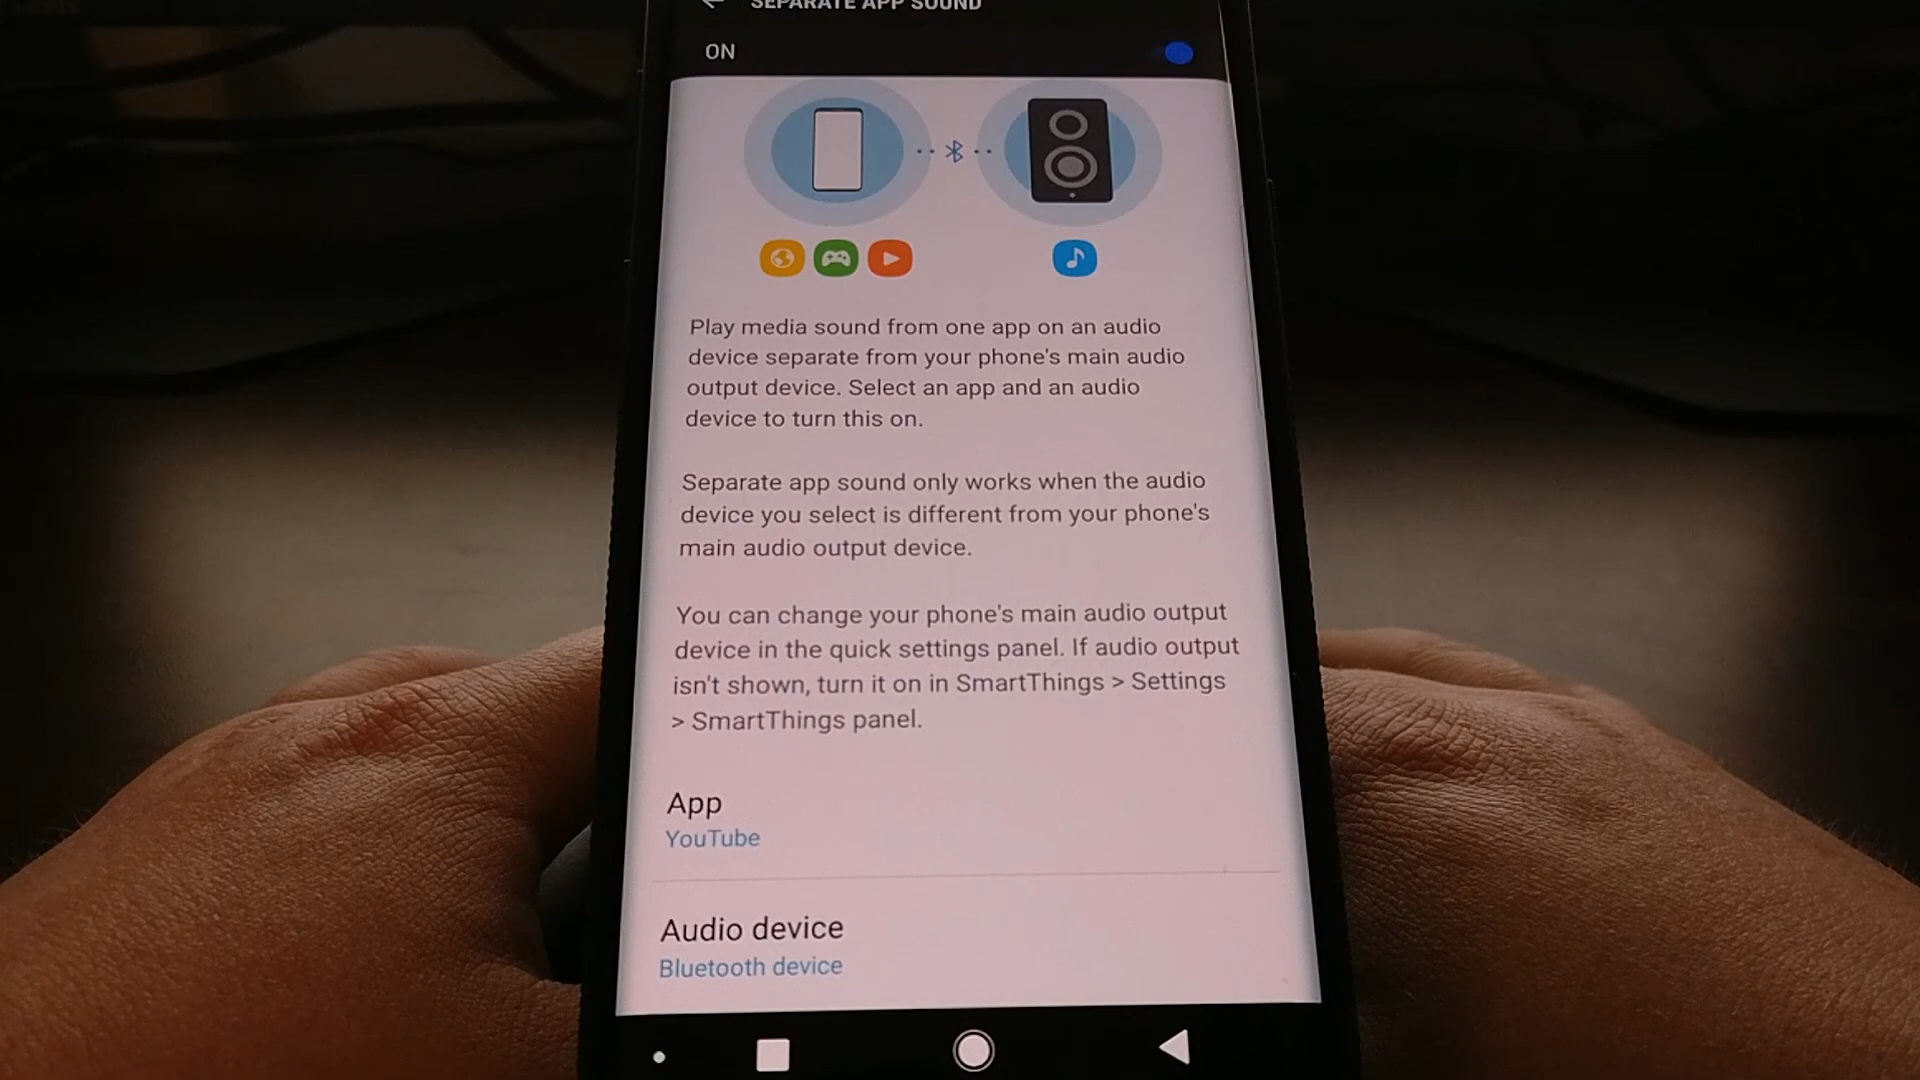 SEPARATE APP SOUND
ON
Play media sound from one app on an audio
device separate from your phone's main audio
output device. Select an app and an audio
device to turn this on.
Separate app sound only works when the audio
device you select is different from your phone's
main audio output device.
You can change your phone's main audio output
device in the quick settings panel. If audio output
isn't shown, turn it on in SmartThings > Settings
> SmartThings panel.
App
YouTube
Audio device
Bluetooth device